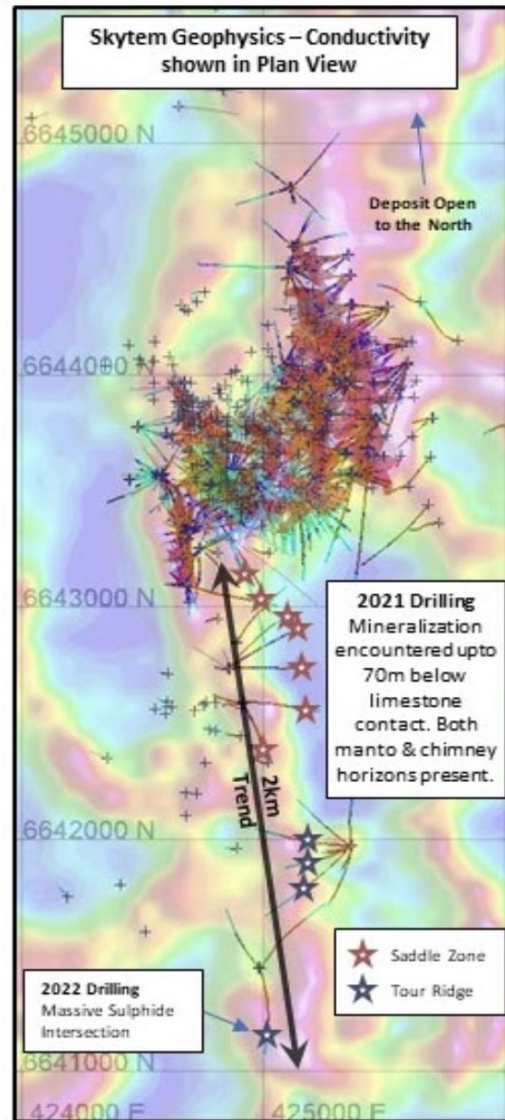 Skytem Geophysics – Conductivity
shown in Plan View
6645000 N
Deposit Open
to the North
6644000 N
6643000 N
2021 Drilling
Mineralization
encountered upto
70m below
limestone
contact. Both
manto & chimney
horizons present.
2km
Trend
6642000 N
Saddle Zone
Tour Ridge
2022 Drilling
Massive Sulphide
Intersection
6641000 N
424000 E
425000 E